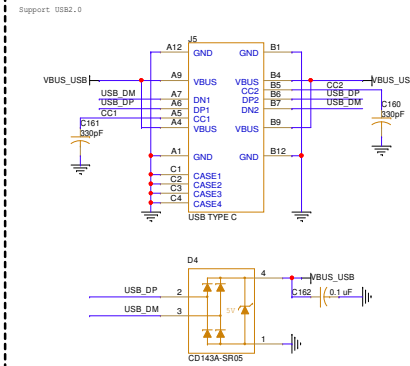 Support USB2.0
J5
A12 GND GND B1
VBUS_USB A9 VBUS VBUS B4 VBUS_US
CC2 B5 CC2
USB_DM A7 DN1 DP2 B6 USB_DP
USB_DP A6 DP1 DN2 B7 USB_DM
CC1 A5 CC1
A4 VBUS VBUS B9
C161
330pF
C160
330pF
A1 GND GND B12
C1 CASE1
C2 CASE2
C3 CASE3
C4 CASE4
USB TYPE C
D4
4 VBUS_USB
USB_DP 2
C162 0.1 uF
USB_DM 3
5V
1
CD143A-SR05